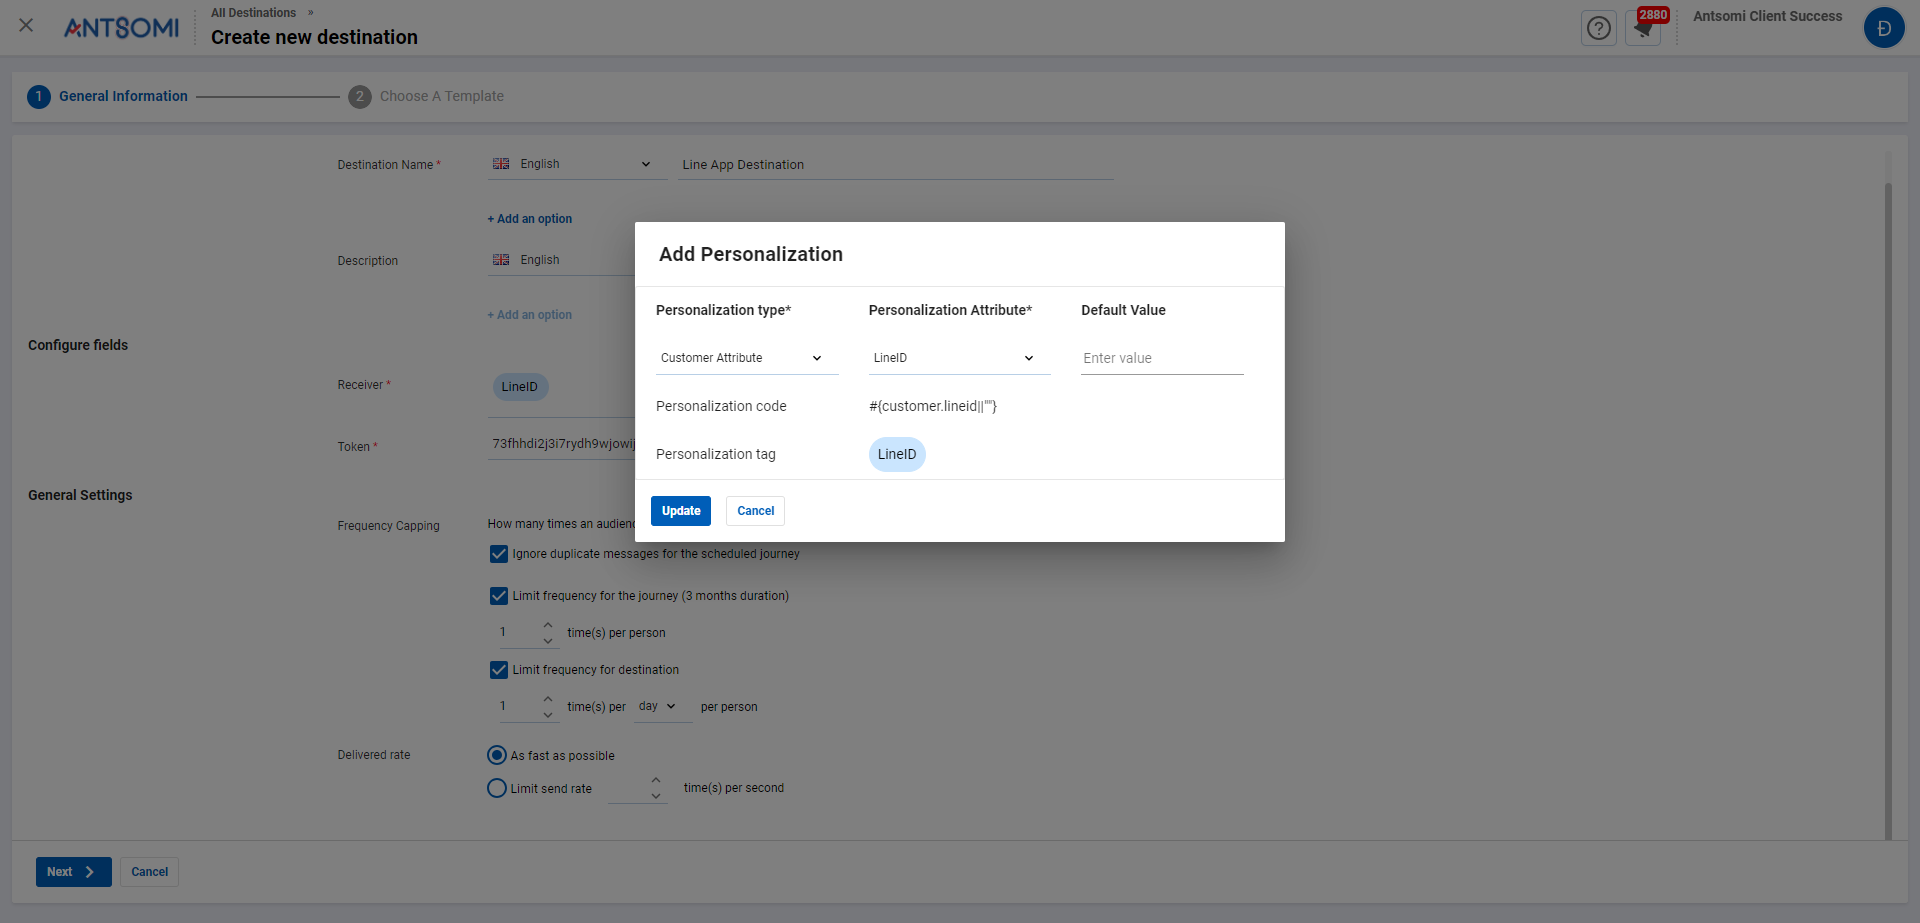 ANTSOMI
All Destinations »
Create new destination
2880
Antsomi Client Success
Đ
1 General Information
2 Choose A Template
Destination Name *
English
Line App Destination
+ Add an option
Description
English
+ Add an option
Configure fields
Receiver *
LineID
Token *
73fhhdi2j3i7rydh9wjowij
General Settings
Frequency Capping
How many times an audienc
Ignore duplicate messages for the scheduled journey
Limit frequency for the journey (3 months duration)
1 time(s) per person
Limit frequency for destination
1 time(s) per day per person
Delivered rate
As fast as possible
Limit send rate time(s) per second
Next
Cancel
Add Personalization
Personalization type* Personalization Attribute* Default Value
Customer Attribute LineID Enter value
Personalization code #{customer.lineid||""}
Personalization tag LineID
Update Cancel